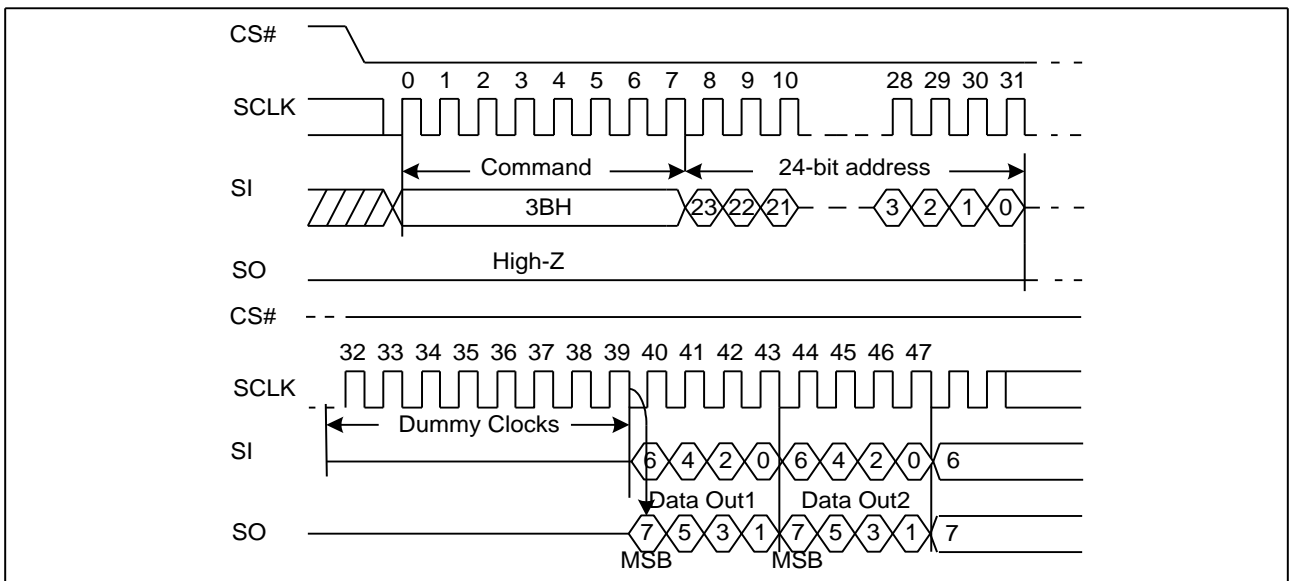 CS#
0 1 2 3 4 5 6 7 8 9 10 28 29 30 31
SCLK
Command 24-bit address
SI
3BH 23 22 21 3 2 1 0
High-Z
SO
CS#
32 33 34 35 36 37 38 39 40 41 42 43 44 45 46 47
SCLK
Dummy Clocks
SI
6 4 2 0 6 4 2 0 6
Data Out1 Data Out2
SO
7 5 3 1 7 5 3 1 7
MSB MSB